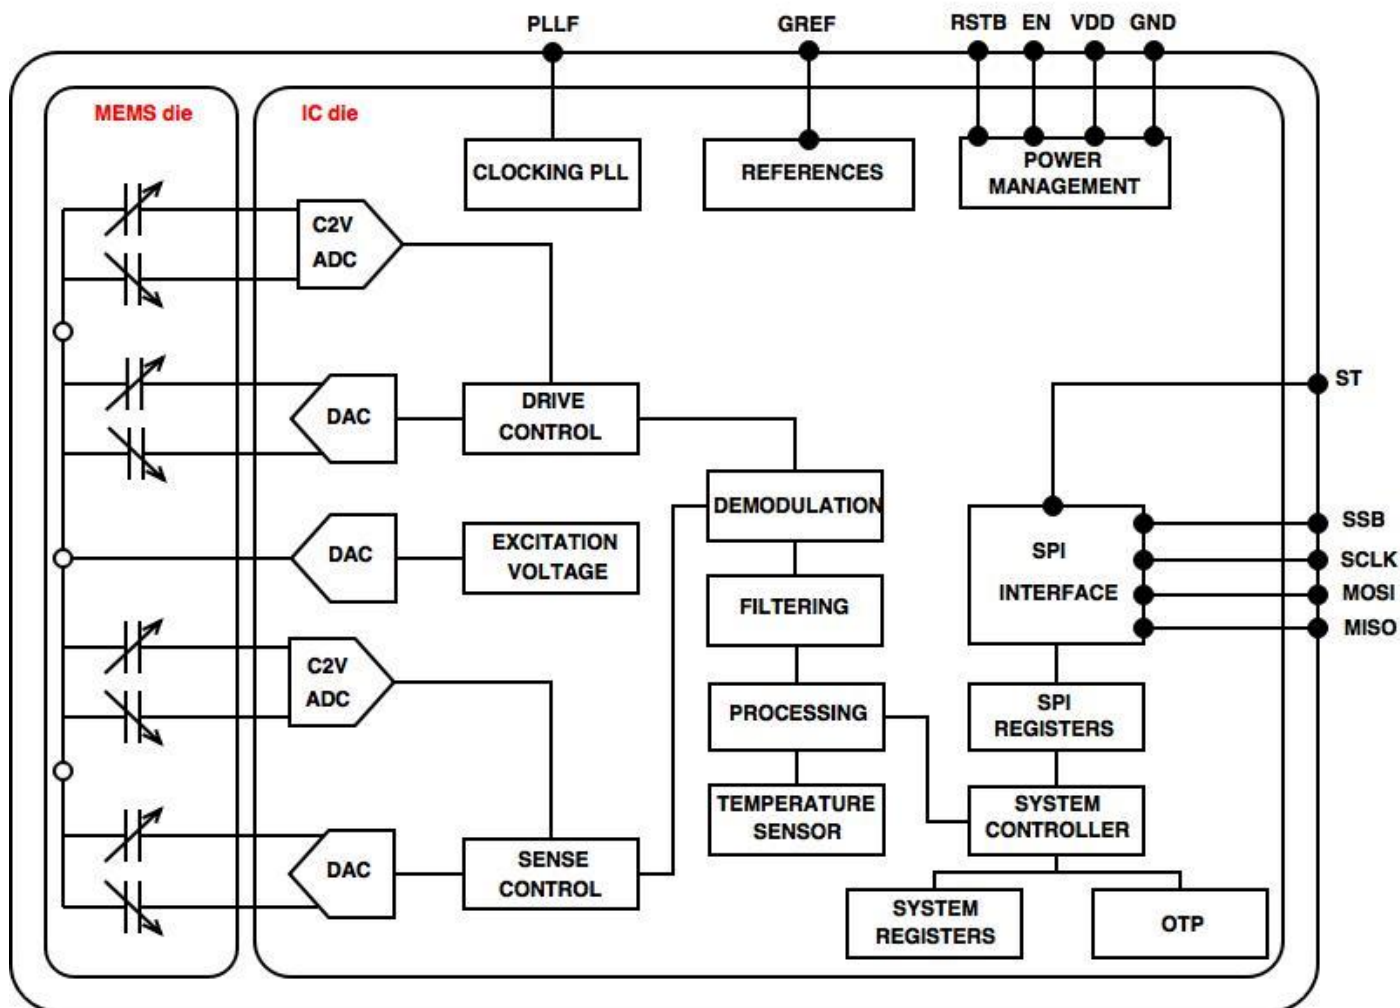 PLLF
GREF
RSTB
EN
VDD
GND
MEMS die
IC die
CLOCKING PLL
REFERENCES
POWER
MANAGEMENT
C2V
ADC
ST
DAC
DRIVE
CONTROL
DEMODULATION
SSB
SCLK
MOSI
MISO
SPI
INTERFACE
DAC
EXCITATION
VOLTAGE
FILTERING
C2V
ADC
PROCESSING
SPI
REGISTERS
TEMPERATURE
SENSOR
SYSTEM
CONTROLLER
DAC
SENSE
CONTROL
SYSTEM
REGISTERS
OTP